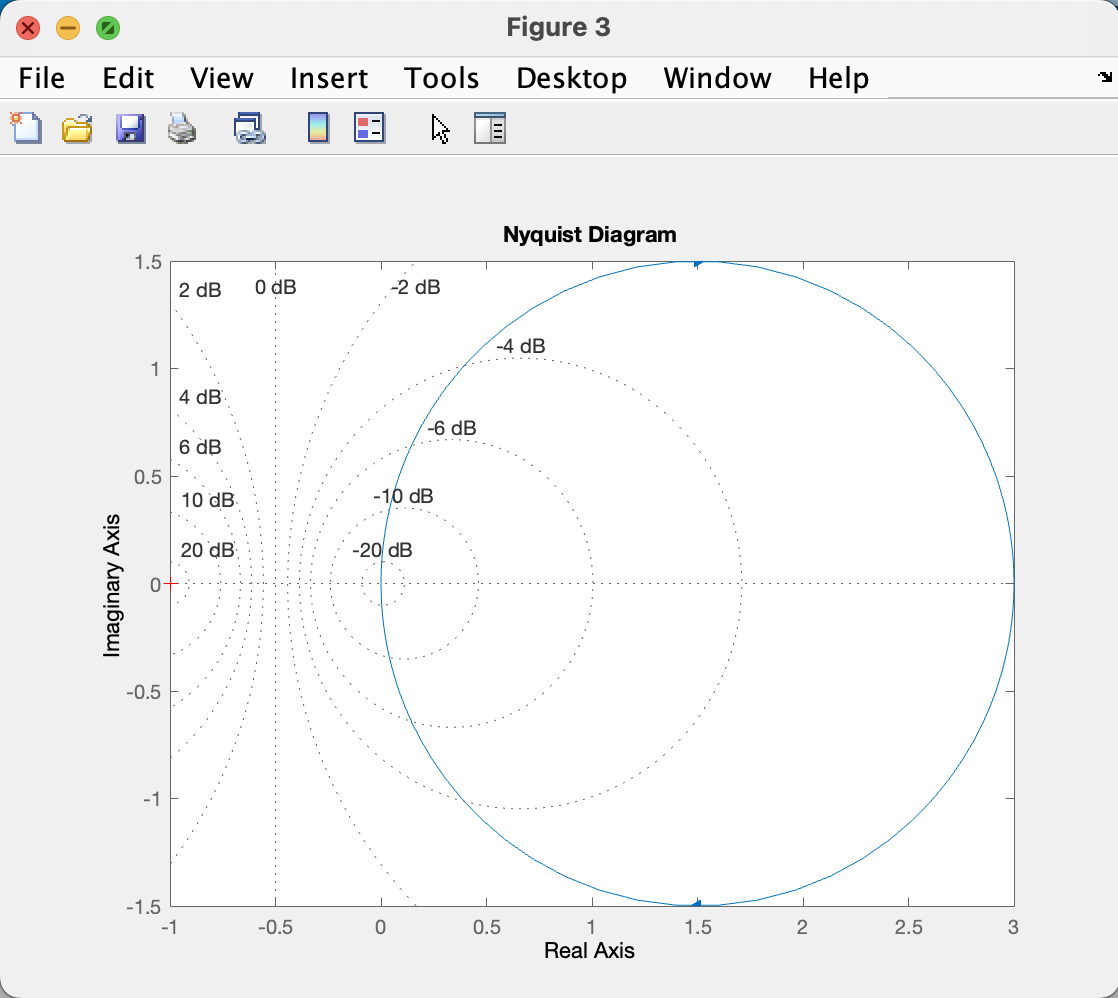 Figure 3
File Edit View Insert Tools Desktop Window Help
Nyquist Diagram
1.5
2 dB 0 dB -2 dB
-4 dB
1
4 dB
-6 dB
6 dB
0.5
-10 dB
10 dB
-20 dB
20 dB
Imaginary Axis
0
-0.5
-1
-1.5
-1 -0.5 0 0.5 1 1.5 2 2.5 3
Real Axis